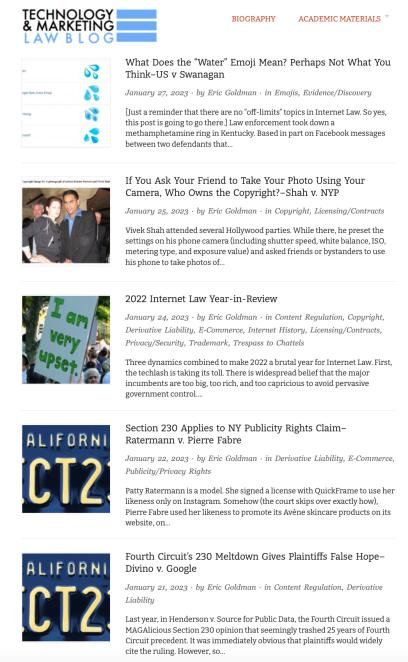 TECHNOLOGY
& MARKETING
LAW BLOG
BIOGRAPHY
ACADEMIC MATERIALS
What Does the “Water” Emoji Mean? Perhaps Not What You
Think–US v Swanagan
January 27, 2023 · by Eric Goldman · in Emojis, Evidence/Discovery
[Just a reminder that there are no “off-limits” topics in Internet Law. So yes,
this post is going to go there.] Law enforcement took down a
methamphetamine ring in Kentucky. Based in part on Facebook messages
between two defendants that...
If You Ask Your Friend to Take Your Photo Using Your
Camera, Who Owns the Copyright?–Shah v. NYP
January 25, 2023 · by Eric Goldman · in Copyright, Licensing/Contracts
Vivek Shah attended several Hollywood parties. While there, he preset the
settings on his phone camera (including shutter speed, white balance, ISO,
metering type, and exposure value) and asked friends or bystanders to use
his phone to take photos of...
I am
very
upset
2022 Internet Law Year-in-Review
January 24, 2023 · by Eric Goldman · in Content Regulation, Copyright,
Derivative Liability, E-Commerce, Internet History, Licensing/Contracts,
Privacy/Security, Trademark, Trespass to Chattels
Three dynamics combined to make 2022 a brutal year for Internet Law. First,
the techlash is taking its toll. There is widespread belief that the major
incumbents are too big, too rich, and too capricious to avoid pervasive
government control....
ALIFORNI
ECT23
Section 230 Applies to NY Publicity Rights Claim–
Ratermann v. Pierre Fabre
January 22, 2023 · by Eric Goldman · in Derivative Liability, E-Commerce,
Publicity/Privacy Rights
Patty Ratermann is a model. She signed a license with QuickFrame to use her
likeness only on Instagram. Somehow (the court skips over exactly how),
Pierre Fabre used her likeness to promote its Avéne skincare products on its
website, on...
ALIFORNI
ECT23
Fourth Circuit’s 230 Meltdown Gives Plaintiffs False Hope–
Divino v. Google
January 21, 2023 · by Eric Goldman · in Content Regulation, Derivative
Liability
Last year, in Henderson v. Source for Public Data, the Fourth Circuit issued a
MAGAlicious Section 230 opinion that seemingly trashed 25 years of Fourth
Circuit precedent. It was immediately obvious that plaintiffs would widely
cite the ruling. However, so...